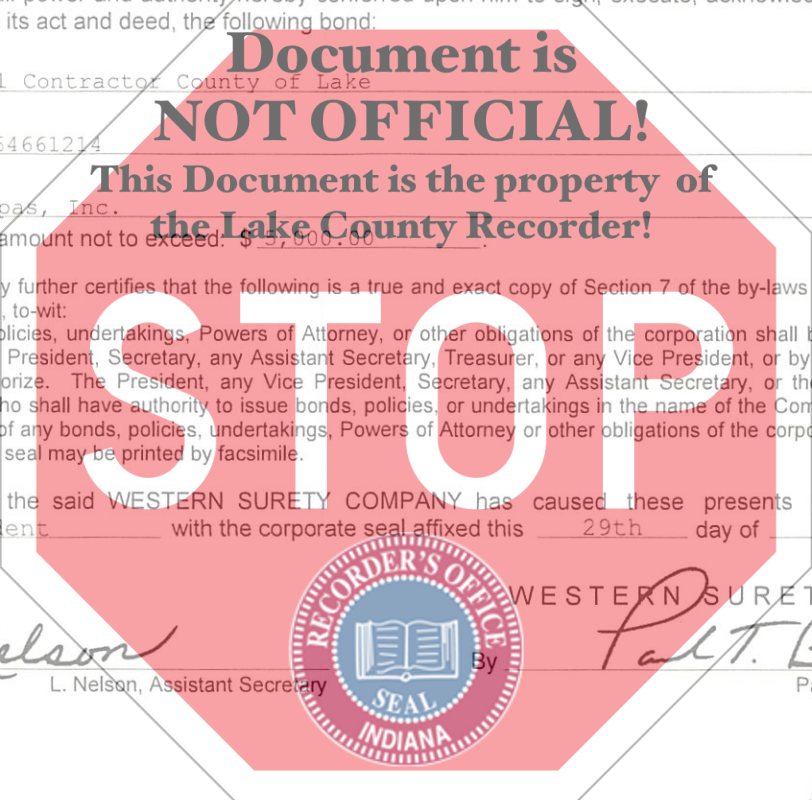 its act and deed, the following bond:
Document is
Contractor County of Lake
NOT OFFICIAL!
64661214
This Document is the property of
pas, Inc.
the Lake County Recorder!
amount not to exceed: $ 5,000.00.
y further certifies that the following is a true and exact copy of Section 7 of the by-laws
, to-wit:
olicies, undertakings, Powers of Attorney, or other obligations of the corporation shall b
President, Secretary, any Assistant Secretary, Treasurer, or any Vice President, or by
orize. The President, any Vice President, Secretary, any Assistant Secretary, or th
ho shall have authority to issue bonds, policies, or undertakings in the name of the Com
of any bonds, policies, undertakings, Powers of Attorney or other obligations of the corpo
seal may be printed by facsimile.
STOP
the said WESTERN SURETY COMPANY has caused these presents
ent with the corporate seal affixed this 29th day of
RECORDER'S OFFICE
SEAL
INDIANA
WESTERN SURET
elson
By Paul T. B
L. Nelson, Assistant Secretary
Pa